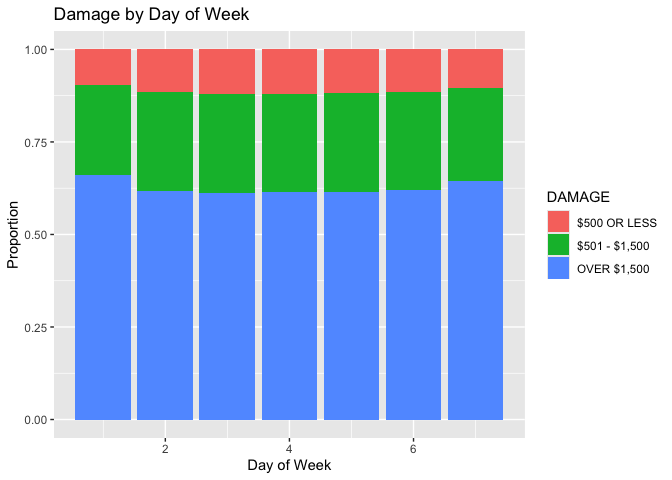 Damage by Day of Week
1.00
0.75
0.50
0.25
0.00
Proportion
2 4 6
Day of Week
DAMAGE
$500 OR LESS
$501 - $1,500
OVER $1,500